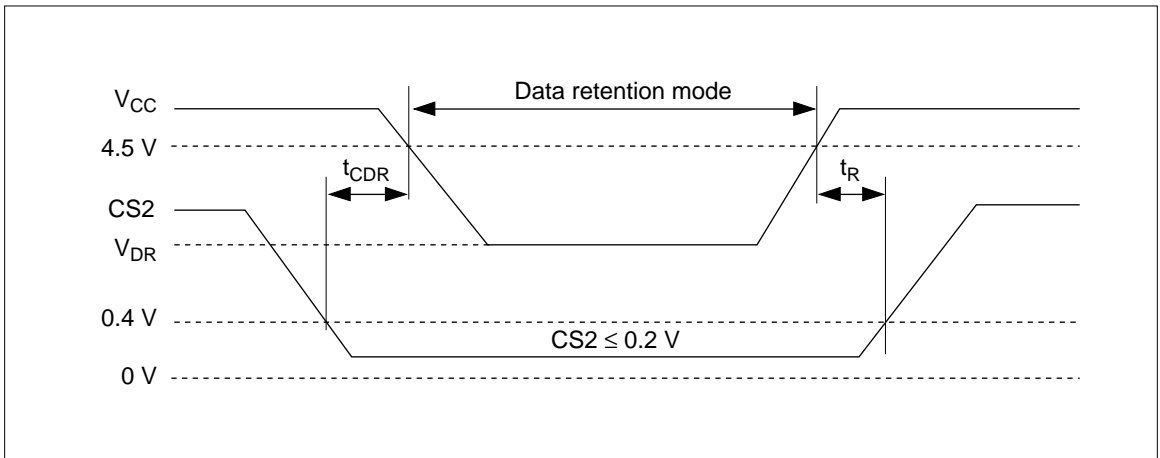 Data retention mode
V_CC
4.5 V
t_CDR
t_R
CS2
V_DR
0.4 V
CS2 ≤ 0.2 V
0 V